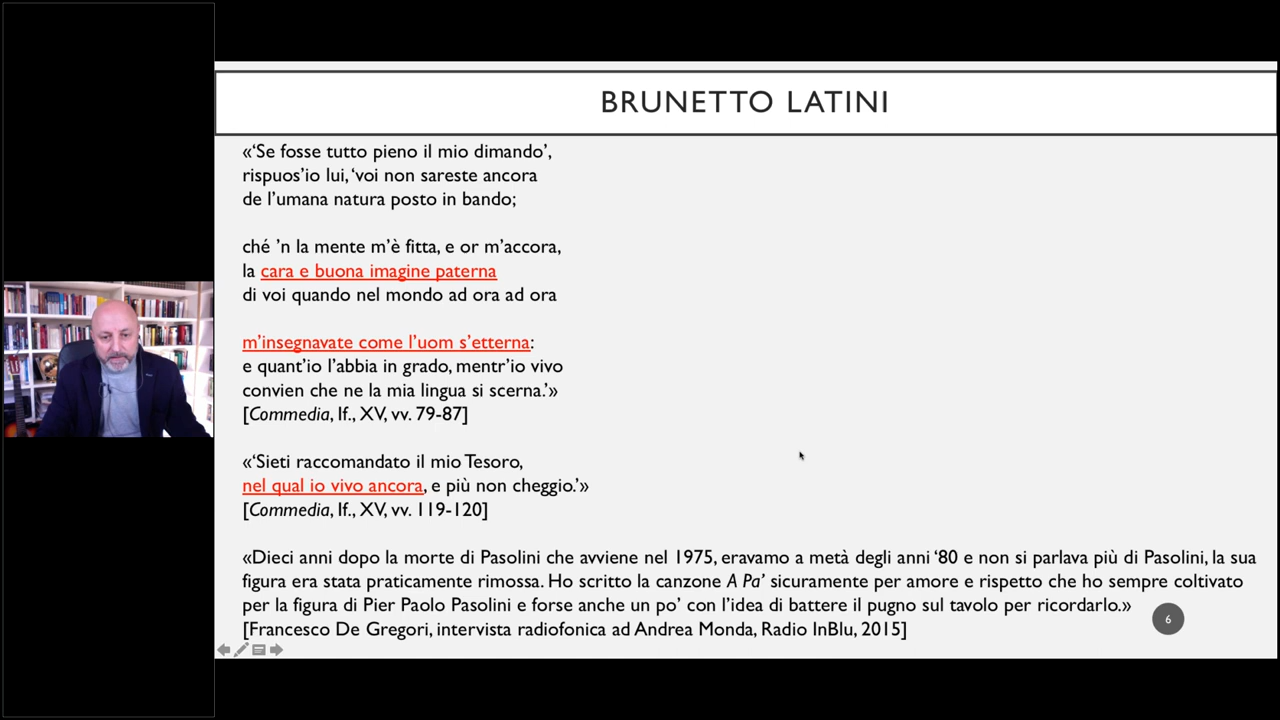 BRUNETTO LATINI
«‘Se fosse tutto pieno il mio dimando’,
rispuos’io lui, ‘voi non sareste ancora
de l’umana natura posto in bando;
ché ’n la mente m’è fitta, e or m’accora,
la cara e buona imagine paterna
di voi quando nel mondo ad ora ad ora
m’insegnavate come l’uom s’etterna:
e quant’io l’abbia in grado, mentr’io vivo
convien che ne la mia lingua si scerna.’»
[Commedia, If., XV, vv. 79-87]
«‘Sieti raccomandato il mio Tesoro,
nel qual io vivo ancora, e più non cheggio.’»
[Commedia, If., XV, vv. 119-120]
«Dieci anni dopo la morte di Pasolini che avviene nel 1975, eravamo a metà degli anni ‘80 e non si parlava più di Pasolini, la sua
figura era stata praticamente rimossa. Ho scritto la canzone A Pa’ sicuramente per amore e rispetto che ho sempre coltivato
per la figura di Pier Paolo Pasolini e forse anche un po’ con l’idea di battere il pugno sul tavolo per ricordarlo.»
[Francesco De Gregori, intervista radiofonica ad Andrea Monda, Radio InBlu, 2015]
6